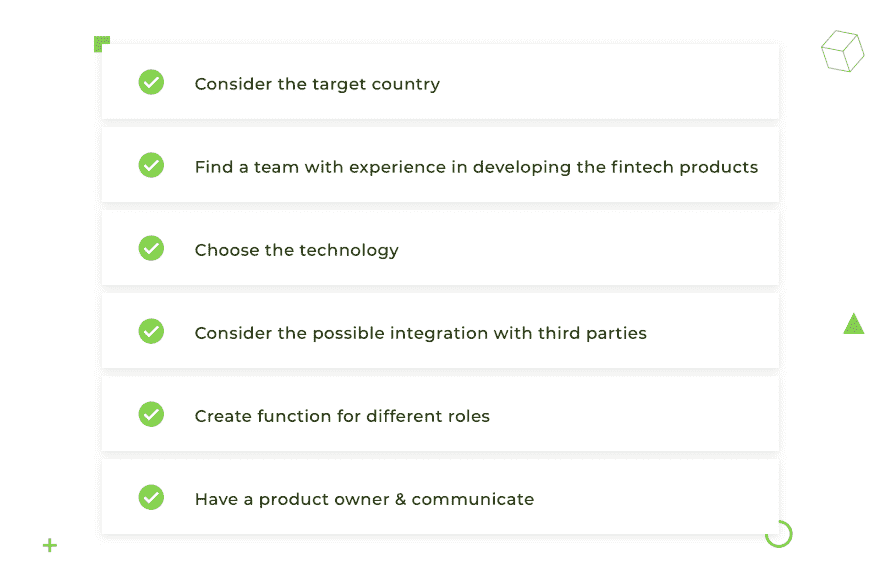 Consider the target country
Find a team with experience in developing the fintech products
Choose the technology
Consider the possible integration with third parties
Create function for different roles
Have a product owner & communicate